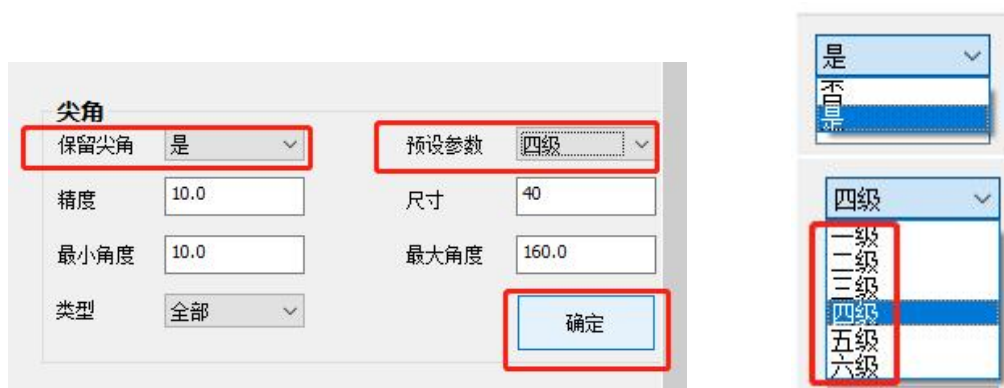 尖角
保留尖角 是 预设参数 四级
精度 10.0 尺寸 40
最小角度 10.0 最大角度 160.0
类型 全部 确定
是
否
是
四级
一级
二级
三级
四级
五级
六级